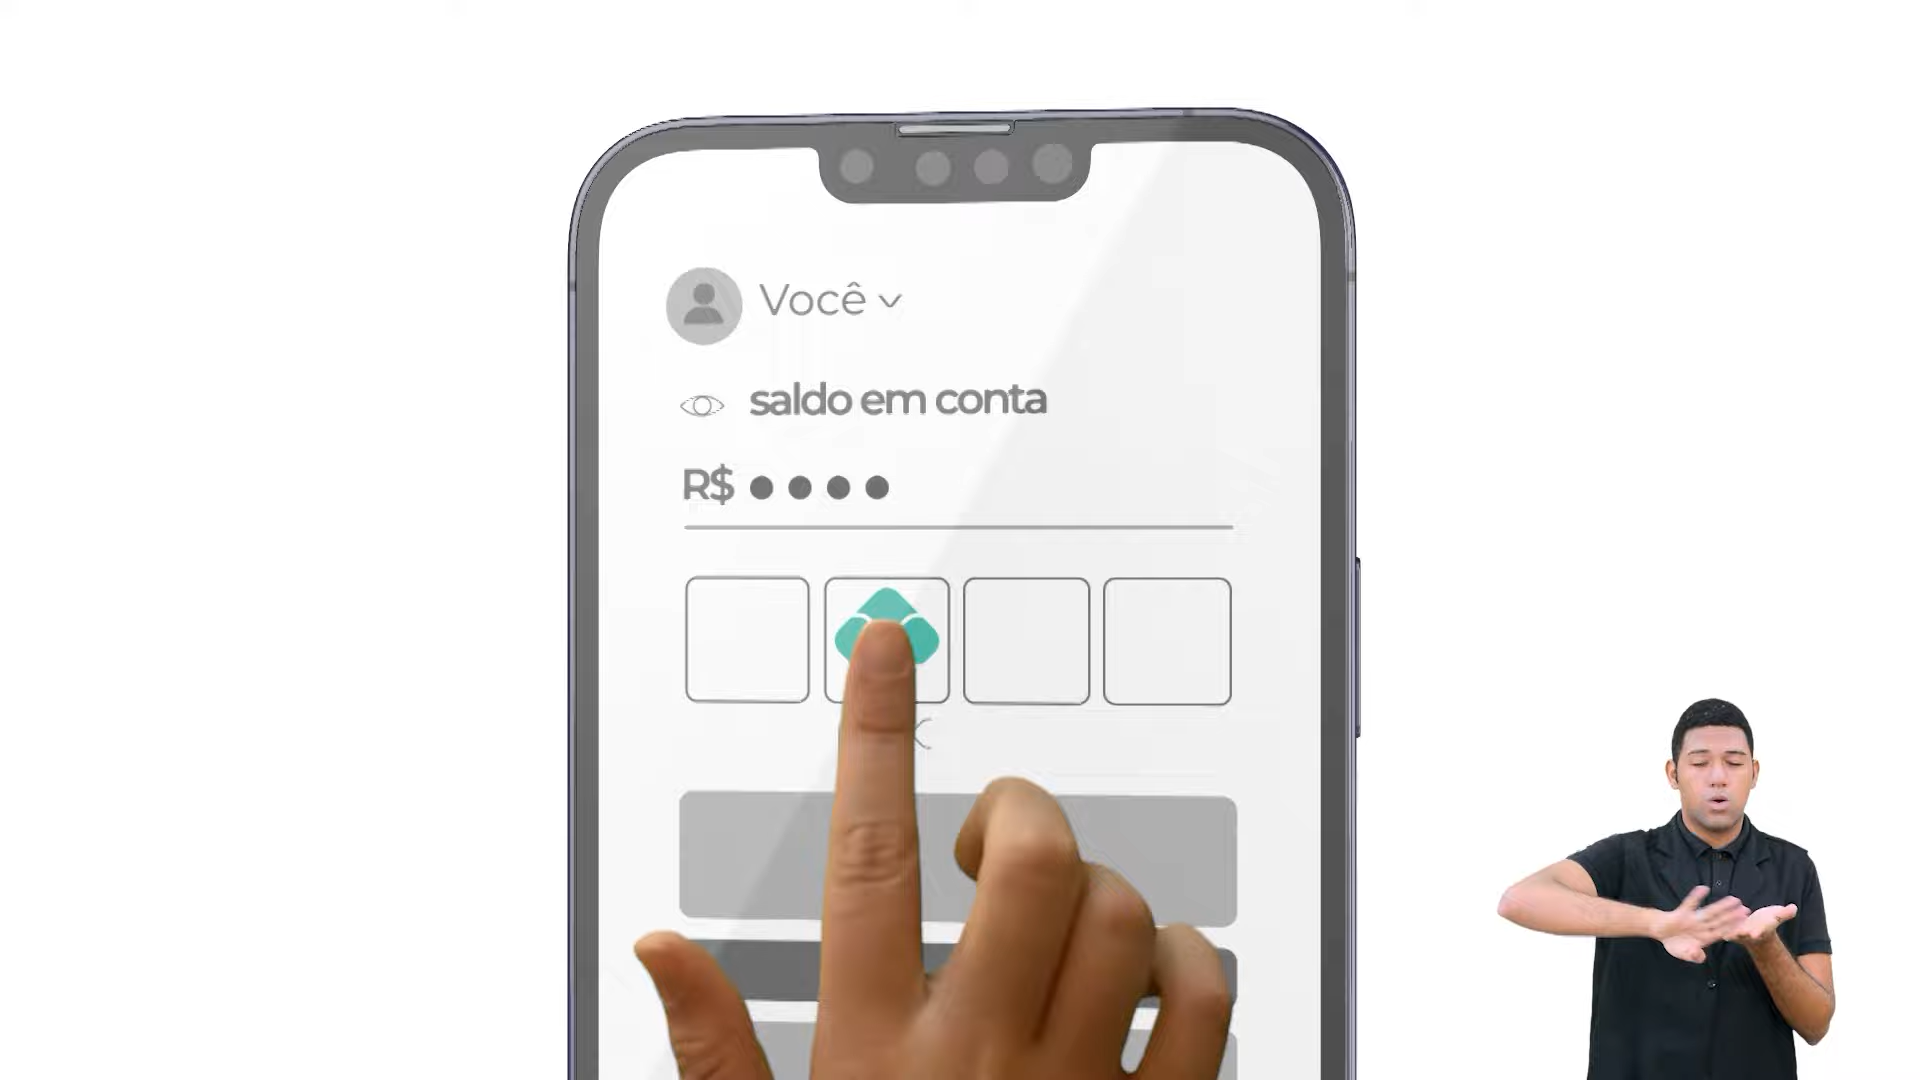 Você
saldo em conta
R$ ●●●●